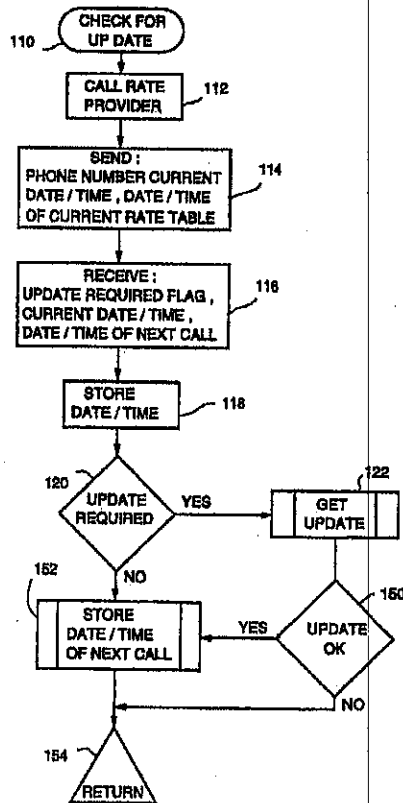 CHECK FOR
UP DATE
110
CALL RATE
PROVIDER
112
SEND :
PHONE NUMBER CURRENT
DATE / TIME , DATE / TIME
OF CURRENT RATE TABLE
114
RECEIVE :
UPDATE REQUIRED FLAG ,
CURRENT DATE / TIME ,
DATE / TIME OF NEXT CALL
116
STORE
DATE / TIME
118
120
UPDATE
REQUIRED
YES
NO
122
GET
UPDATE
150
UPDATE
OK
YES
NO
152
STORE
DATE / TIME
OF NEXT CALL
154
RETURN